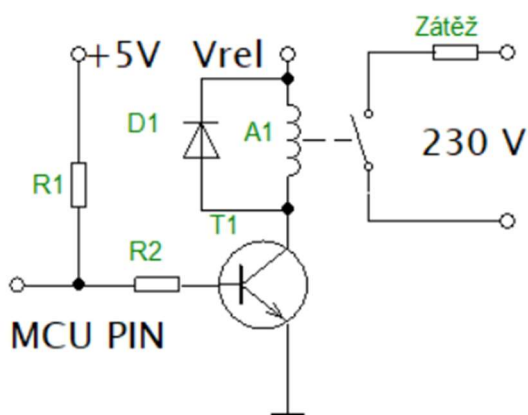 Zátěž
+5V
Vrel
D1
A1
230 V
R1
T1
R2
MCU PIN